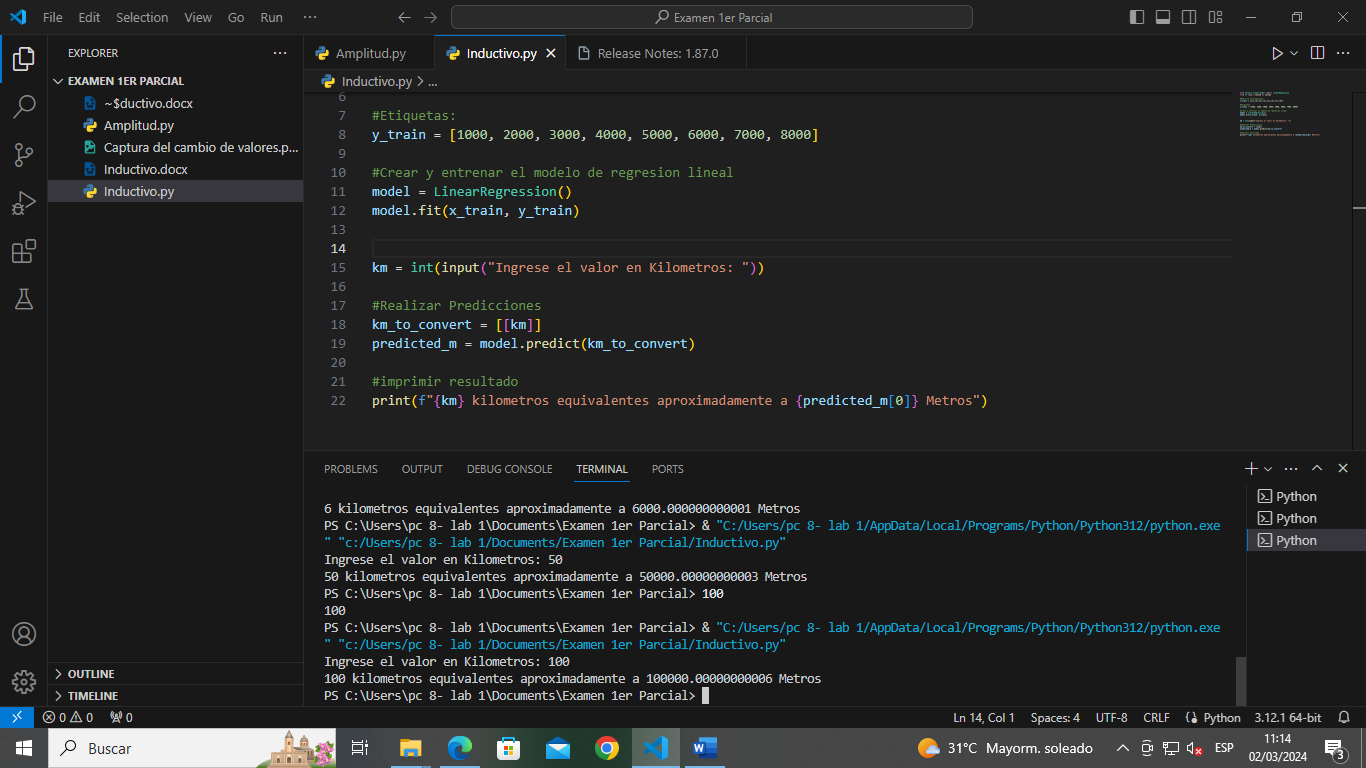 File Edit Selection View Go Run ··· Examen 1er Parcial
EXPLORER ···
EXAMEN 1ER PARCIAL
~$ductivo.docx
Amplitud.py
Captura del cambio de valores.p...
Inductivo.docx
Inductivo.py
OUTLINE
TIMELINE
Amplitud.py Inductivo.py Release Notes: 1.87.0
Inductivo.py > ...
6
7 #Etiquetas:
8 y_train = [1000, 2000, 3000, 4000, 5000, 6000, 7000, 8000]
9
10 #Crear y entrenar el modelo de regresion lineal
11 model = LinearRegression()
12 model.fit(x_train, y_train)
13
14
15 km = int(input("Ingrese el valor en Kilometros: "))
16
17 #Realizar Predicciones
18 km_to_convert = [[km]]
19 predicted_m = model.predict(km_to_convert)
20
21 #imprimir resultado
22 print(f"{km} kilometros equivalentes aproximadamente a {predicted_m[0]} Metros")
PROBLEMS OUTPUT DEBUG CONSOLE TERMINAL PORTS
6 kilometros equivalentes aproximadamente a 6000.000000000001 Metros
PS C:\Users\pc 8- lab 1\Documents\Examen 1er Parcial> & "C:/Users/pc 8- lab 1/AppData/Local/Programs/Python/Python312/python.exe
" "c:/Users/pc 8- lab 1/Documents/Examen 1er Parcial/Inductivo.py"
Ingrese el valor en Kilometros: 50
50 kilometros equivalentes aproximadamente a 50000.00000000003 Metros
PS C:\Users\pc 8- lab 1\Documents\Examen 1er Parcial> 100
100
PS C:\Users\pc 8- lab 1\Documents\Examen 1er Parcial> & "C:/Users/pc 8- lab 1/AppData/Local/Programs/Python/Python312/python.exe
" "c:/Users/pc 8- lab 1/Documents/Examen 1er Parcial/Inductivo.py"
Ingrese el valor en Kilometros: 100
100 kilometros equivalentes aproximadamente a 100000.00000000006 Metros
PS C:\Users\pc 8- lab 1\Documents\Examen 1er Parcial>
Python
Python
Python
0 0 0 Ln 14, Col 1 Spaces: 4 UTF-8 CRLF Python 3.12.1 64-bit
Buscar 31°C Mayorm. soleado ESP 11:14
02/03/2024 3